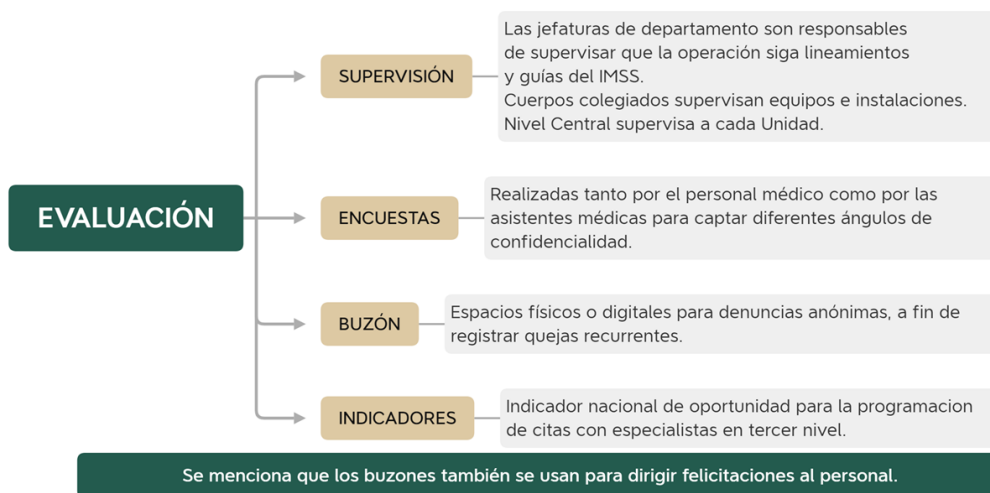 EVALUACIÓN
SUPERVISIÓN
Las jefaturas de departamento son responsables
de supervisar que la operación siga lineamientos
y guías del IMSS.
Cuerpos colegiados supervisan equipos e instalaciones.
Nivel Central supervisa a cada Unidad.
ENCUESTAS
Realizadas tanto por el personal médico como por las
asistentes médicas para captar diferentes ángulos de
confidencialidad.
BUZÓN
Espacios físicos o digitales para denuncias anónimas, a fin de
registrar quejas recurrentes.
INDICADORES
Indicador nacional de oportunidad para la programacion
de citas con especialistas en tercer nivel.
Se menciona que los buzones también se usan para dirigir felicitaciones al personal.